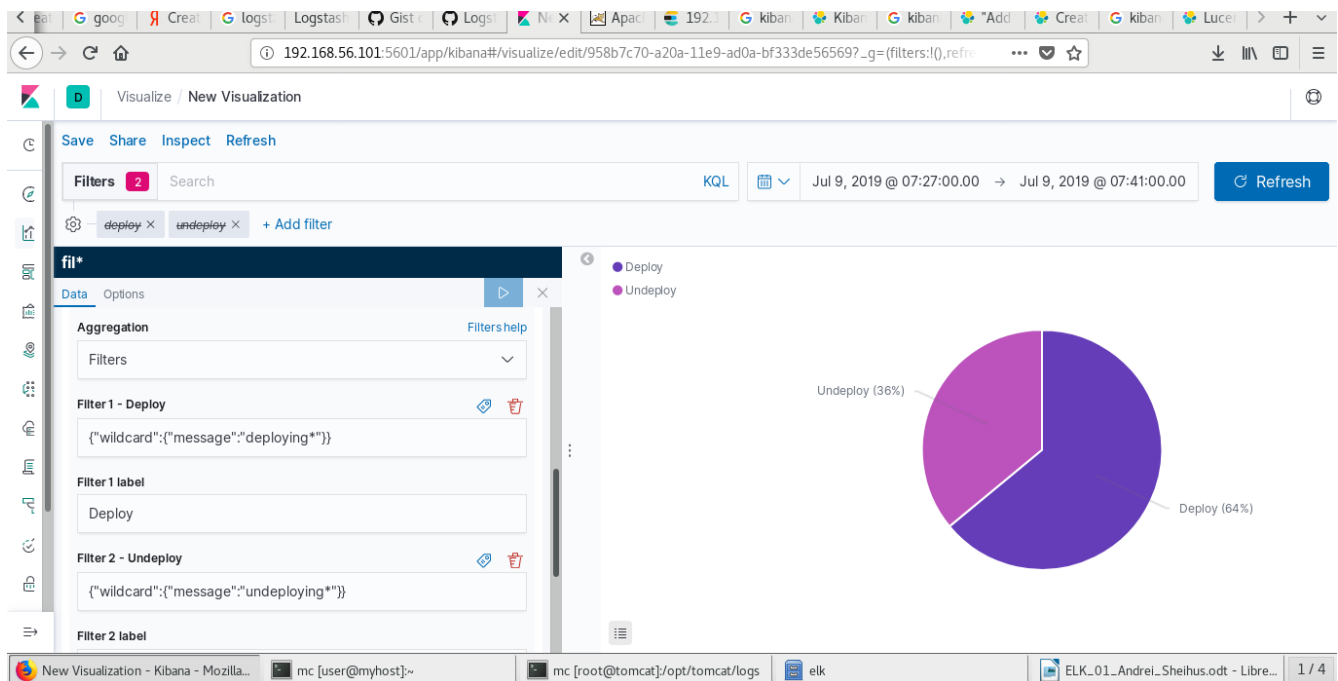 eat
G goog
Я Creat
G logst
Logstash
Gist c
Logst
Ne ×
Apac
192.1
G kiban
Kiban
G kiban
"Add
Creat
G kiban
Lucer
192.168.56.101:5601/app/kibana#/visualize/edit/958b7c70-a20a-11e9-ad0a-bf333de56569?_g=(filters:!(),refre
D Visualize / New Visualization
Save Share Inspect Refresh
Filters 2 Search KQL Jul 9, 2019 @ 07:27:00.00 → Jul 9, 2019 @ 07:41:00.00 Refresh
deploy × undeploy × + Add filter
fil*
Data Options
Aggregation Filters help
Filters
Filter 1 - Deploy
{"wildcard":{"message":"deploying*"}}
Filter 1 label
Deploy
Filter 2 - Undeploy
{"wildcard":{"message":"undeploying*"}}
Filter 2 label
Deploy
Undeploy
Undeploy (36%)
Deploy (64%)
New Visualization - Kibana - Mozilla... mc [user@myhost]:~ mc [root@tomcat]:/opt/tomcat/logs elk ELK_01_Andrei_Sheihus.odt - Libre... 1 / 4